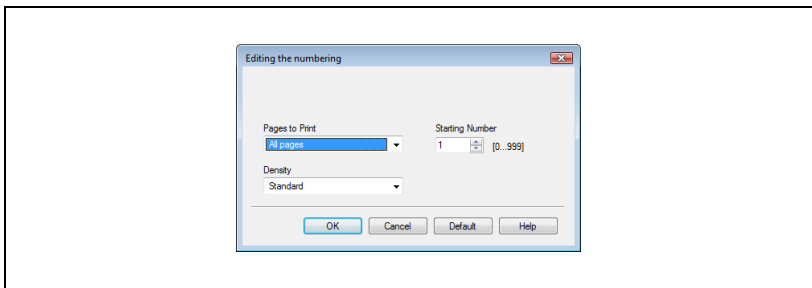 Editing the numbering
Pages to Print
Starting Number
All pages
1
[0...999]
Density
Standard
OK
Cancel
Default
Help